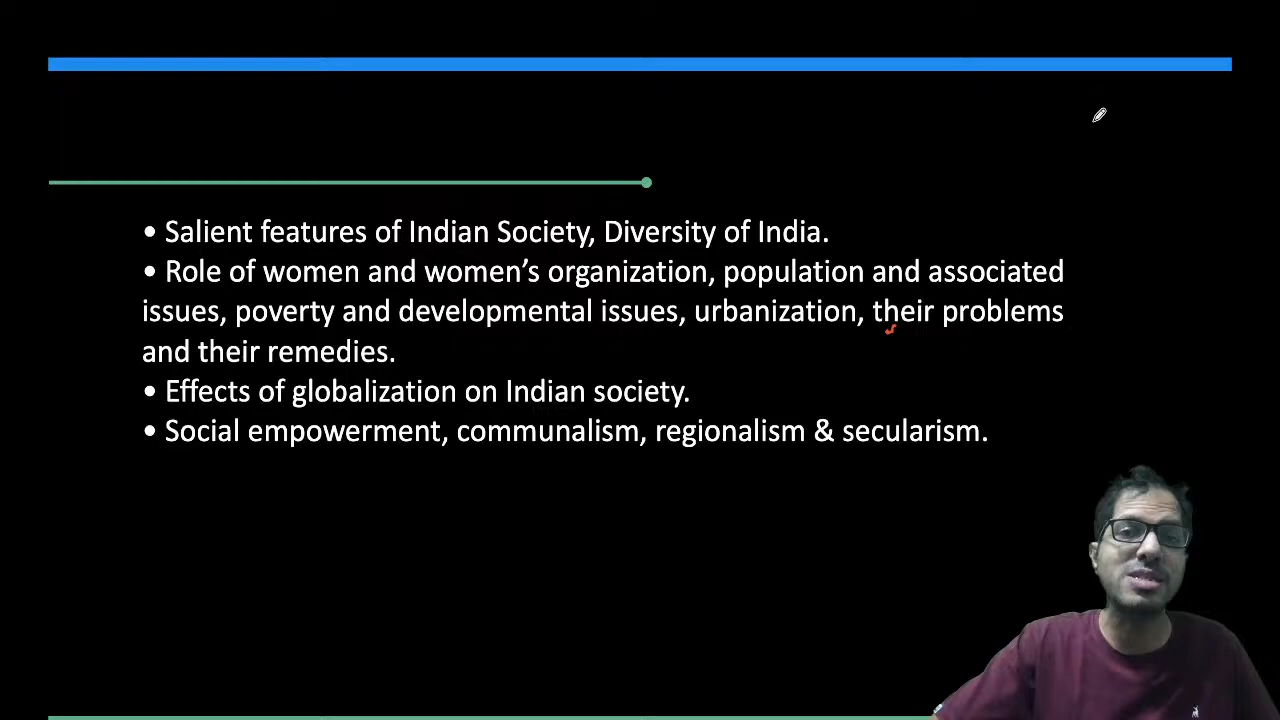 • Salient features of Indian Society, Diversity of India.
• Role of women and women’s organization, population and associated
issues, poverty and developmental issues, urbanization, their problems
and their remedies.
• Effects of globalization on Indian society.
• Social empowerment, communalism, regionalism & secularism.